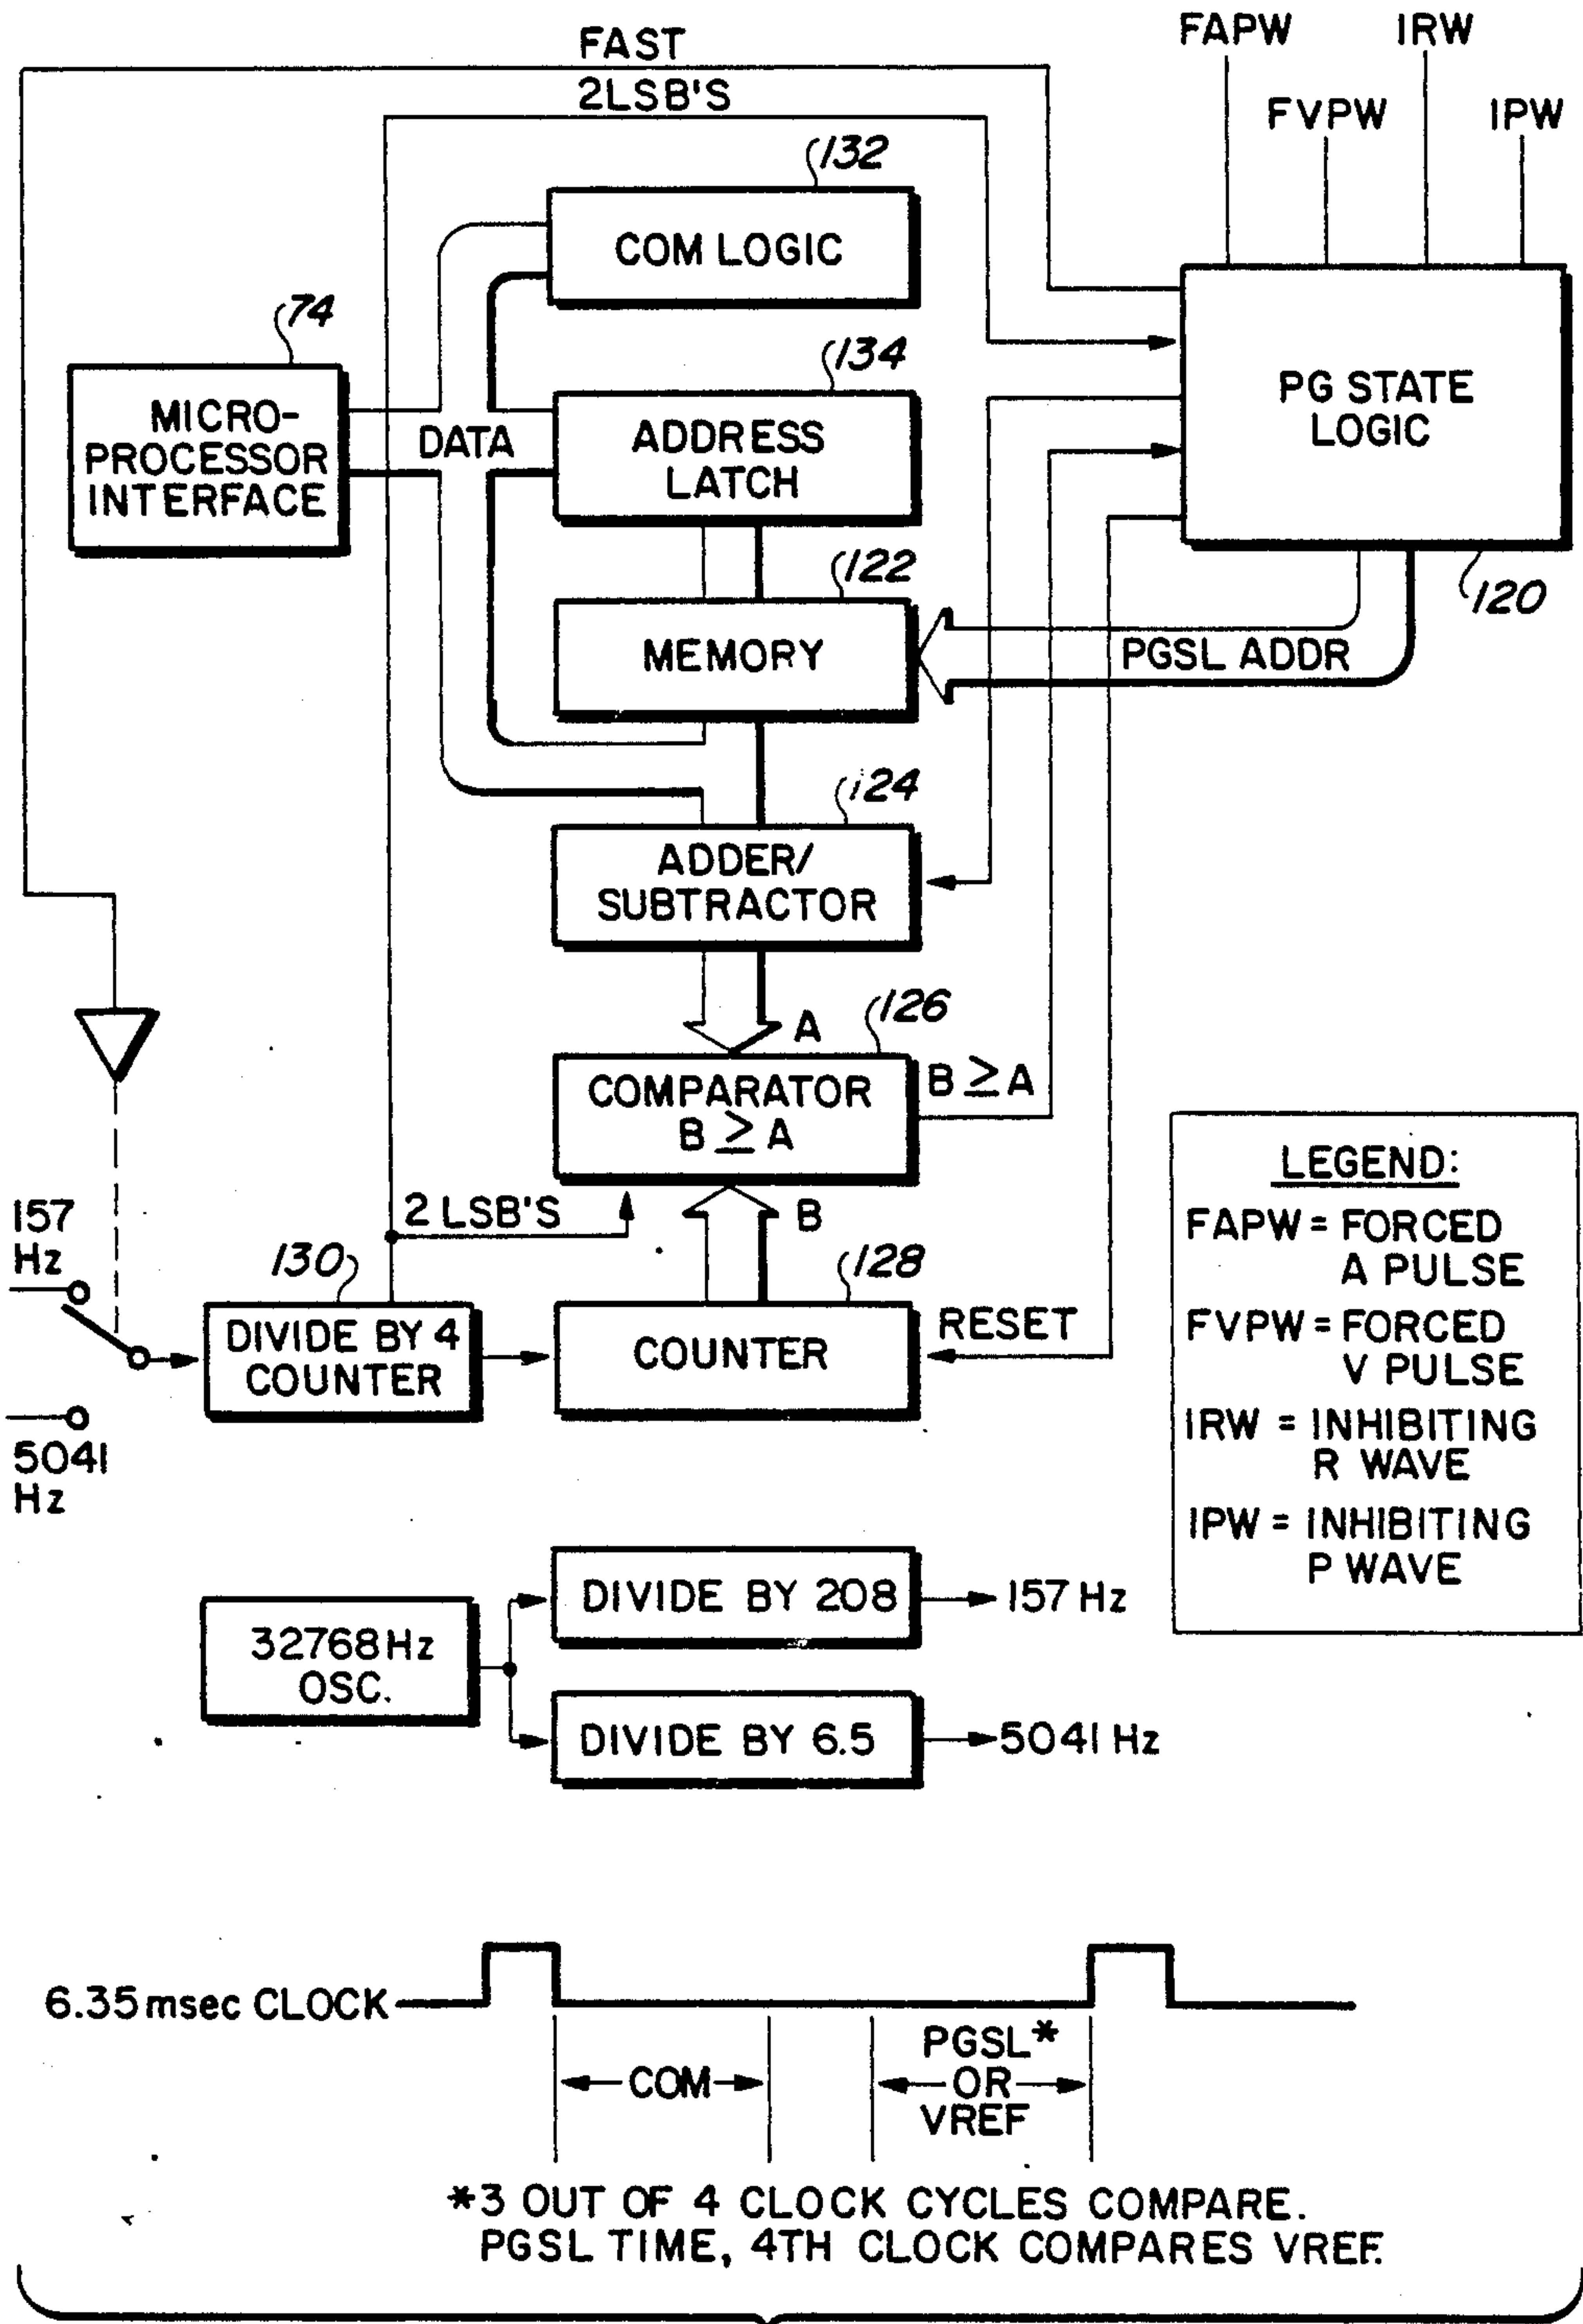 FAST
2LSB'S
FAPW
IRW
FVPW
IPW
132
COM LOGIC
74
MICRO-
PROCESSOR
INTERFACE
DATA
134
ADDRESS
LATCH
PG STATE
LOGIC
120
122
MEMORY
PGSL ADDR
124
ADDER/
SUBTRACTOR
A
126
COMPARATOR
B ≥ A
B ≥ A
2 LSB'S
B
157
Hz
130
DIVIDE BY 4
COUNTER
128
COUNTER
RESET
5041
Hz
LEGEND:
FAPW = FORCED
A PULSE
FVPW = FORCED
V PULSE
IRW = INHIBITING
R WAVE
IPW = INHIBITING
P WAVE
32768Hz
OSC.
DIVIDE BY 208
157 Hz
DIVIDE BY 6.5
5041 Hz
6.35 msec CLOCK
COM
PGSL*
OR
VREF
*3 OUT OF 4 CLOCK CYCLES COMPARE.
PGSL TIME, 4TH CLOCK COMPARES VREF.